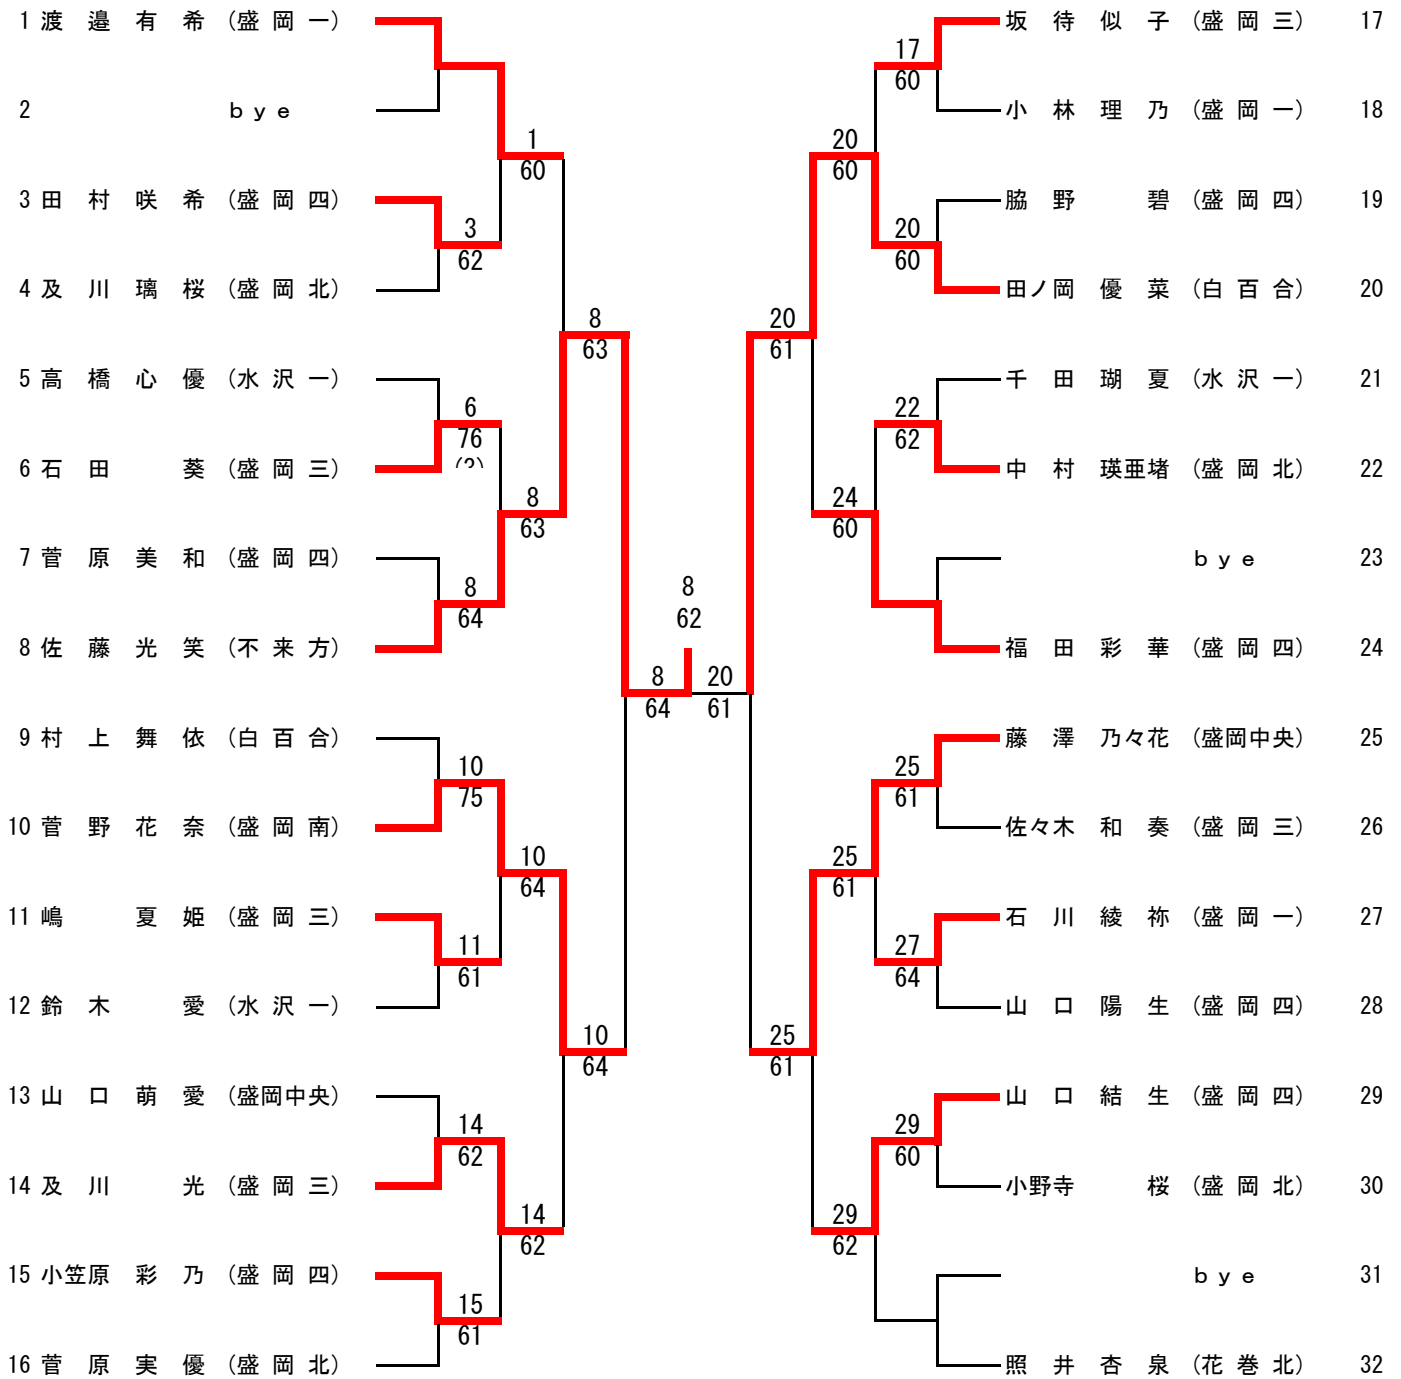 1 渡邉有希 (盛岡一)
2 bye
3 田村咲希 (盛岡四)
4 及川璃桜 (盛岡北)
5 高橋心優 (水沢一)
6 石田葵 (盛岡三)
7 菅原美和 (盛岡四)
8 佐藤光笑 (不来方)
9 村上舞依 (白百合)
10 菅野花奈 (盛岡南)
11 嶋夏姫 (盛岡三)
12 鈴木愛 (水沢一)
13 山口萌愛 (盛岡中央)
14 及川光 (盛岡三)
15 小笠原彩乃 (盛岡四)
16 菅原実優 (盛岡北)
3
62
6
76
8
64
10
75
11
61
14
62
15
61
1
60
8
63
10
64
14
62
8
63
10
64
8
64
8
62
20
61
20
61
25
61
20
60
24
60
25
61
29
62
17
60
20
60
22
62
25
61
27
64
29
60
坂待似子 (盛岡三) 17
小林理乃 (盛岡一) 18
脇野碧 (盛岡四) 19
田ノ岡優菜 (白百合) 20
千田瑚夏 (水沢一) 21
中村瑛亜堵 (盛岡北) 22
bye 23
福田彩華 (盛岡四) 24
藤澤乃々花 (盛岡中央) 25
佐々木和奏 (盛岡三) 26
石川綾祢 (盛岡一) 27
山口陽生 (盛岡四) 28
山口結生 (盛岡四) 29
小野寺桜 (盛岡北) 30
bye 31
照井杏泉 (花巻北) 32